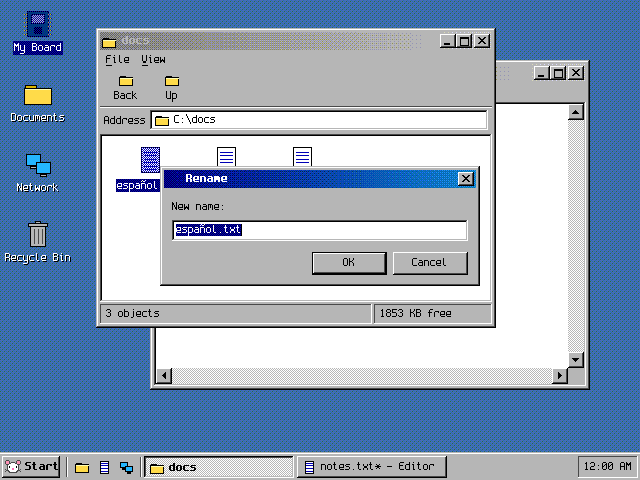 My Board
Documents
Network
Recycle Bin
docs
File View
Back Up
Address C:\docs
español
Rename
New name:
español.txt
OK Cancel
3 objects 1853 KB free
Start docs notes.txt* - Editor 12:00 AM